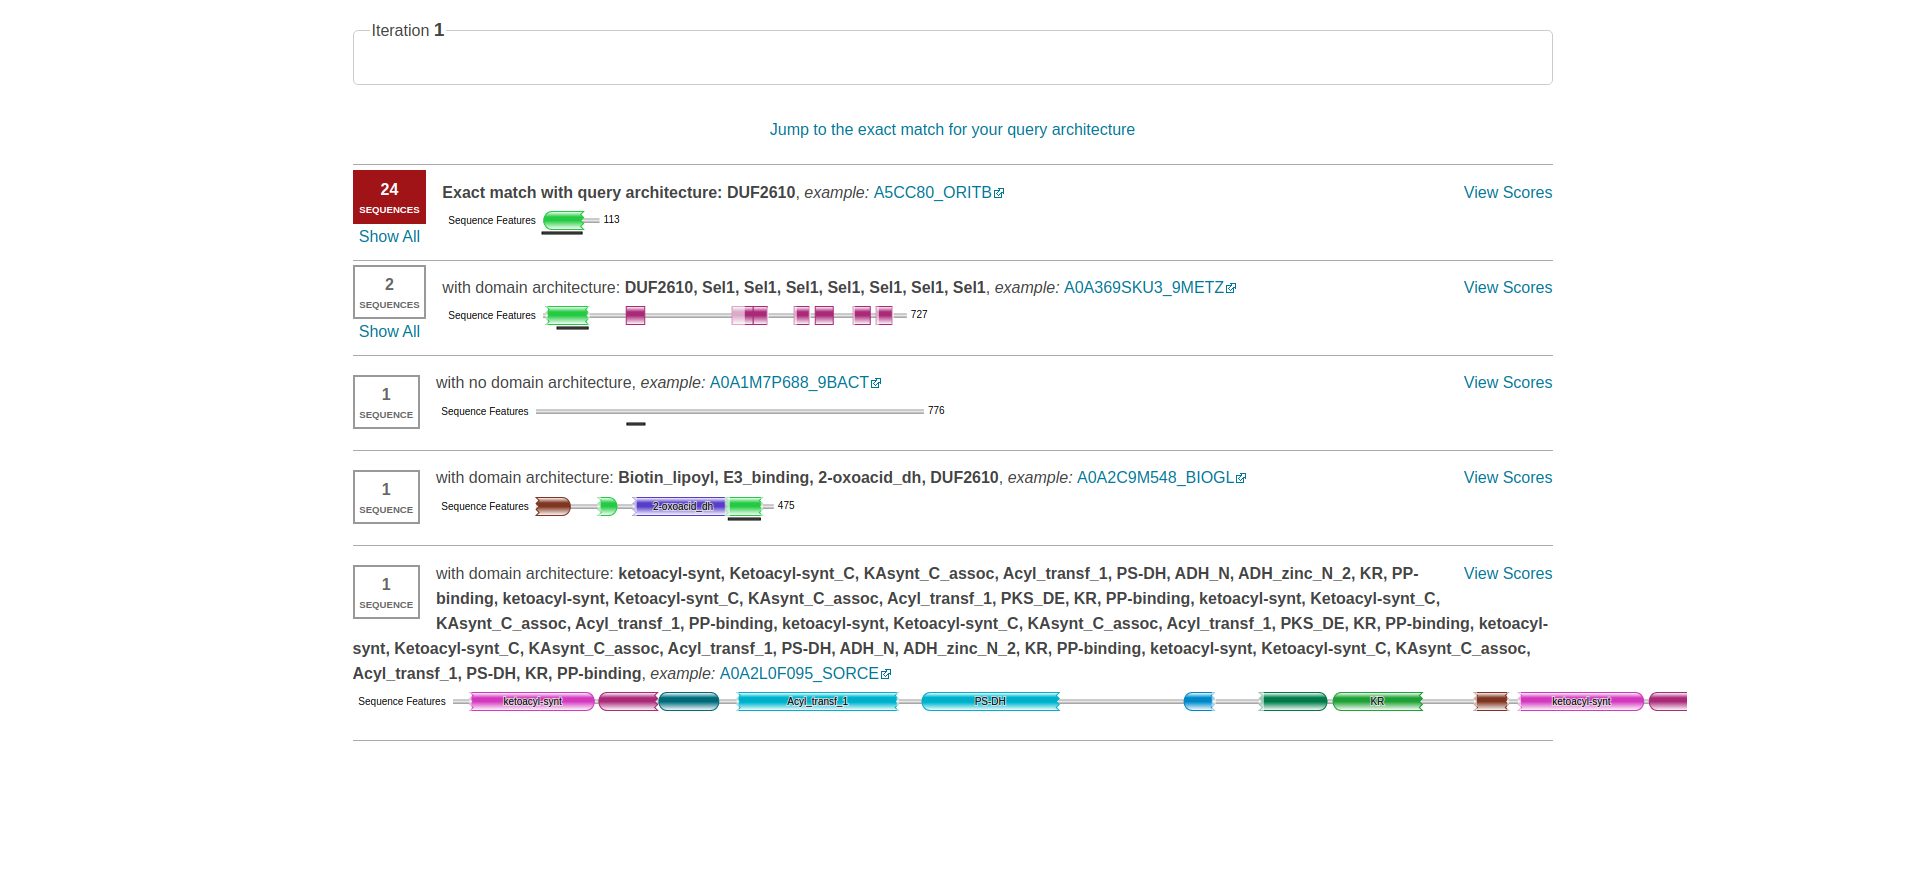 Iteration 1
Jump to the exact match for your query architecture
24
SEQUENCES
Show All
Exact match with query architecture: DUF2610, example: A5CC80_ORITB
View Scores
Sequence Features
113
2
SEQUENCES
Show All
with domain architecture: DUF2610, Sel1, Sel1, Sel1, Sel1, Sel1, Sel1, Sel1, example: A0A369SKU3_9METZ
View Scores
Sequence Features
727
1
SEQUENCE
with no domain architecture, example: A0A1M7P688_9BACT
View Scores
Sequence Features
776
1
SEQUENCE
with domain architecture: Biotin_lipoyl, E3_binding, 2-oxoacid_dh, DUF2610, example: A0A2C9M548_BIOGL
View Scores
Sequence Features
2-oxoacid_dh
475
1
SEQUENCE
with domain architecture: ketoacyl-synt, Ketoacyl-synt_C, KAsynt_C_assoc, Acyl_transf_1, PS-DH, ADH_N, ADH_zinc_N_2, KR, PP-
View Scores
binding, ketoacyl-synt, Ketoacyl-synt_C, KAsynt_C_assoc, Acyl_transf_1, PKS_DE, KR, PP-binding, ketoacyl-synt, Ketoacyl-synt_C,
KAsynt_C_assoc, Acyl_transf_1, PP-binding, ketoacyl-synt, Ketoacyl-synt_C, KAsynt_C_assoc, Acyl_transf_1, PKS_DE, KR, PP-binding, ketoacyl-
synt, Ketoacyl-synt_C, KAsynt_C_assoc, Acyl_transf_1, PS-DH, ADH_N, ADH_zinc_N_2, KR, PP-binding, ketoacyl-synt, Ketoacyl-synt_C, KAsynt_C_assoc,
Acyl_transf_1, PS-DH, KR, PP-binding, example: A0A2L0F095_SORCE
Sequence Features
ketoacyl-synt
Acyl_transf_1
PS-DH
KR
ketoacyl-synt